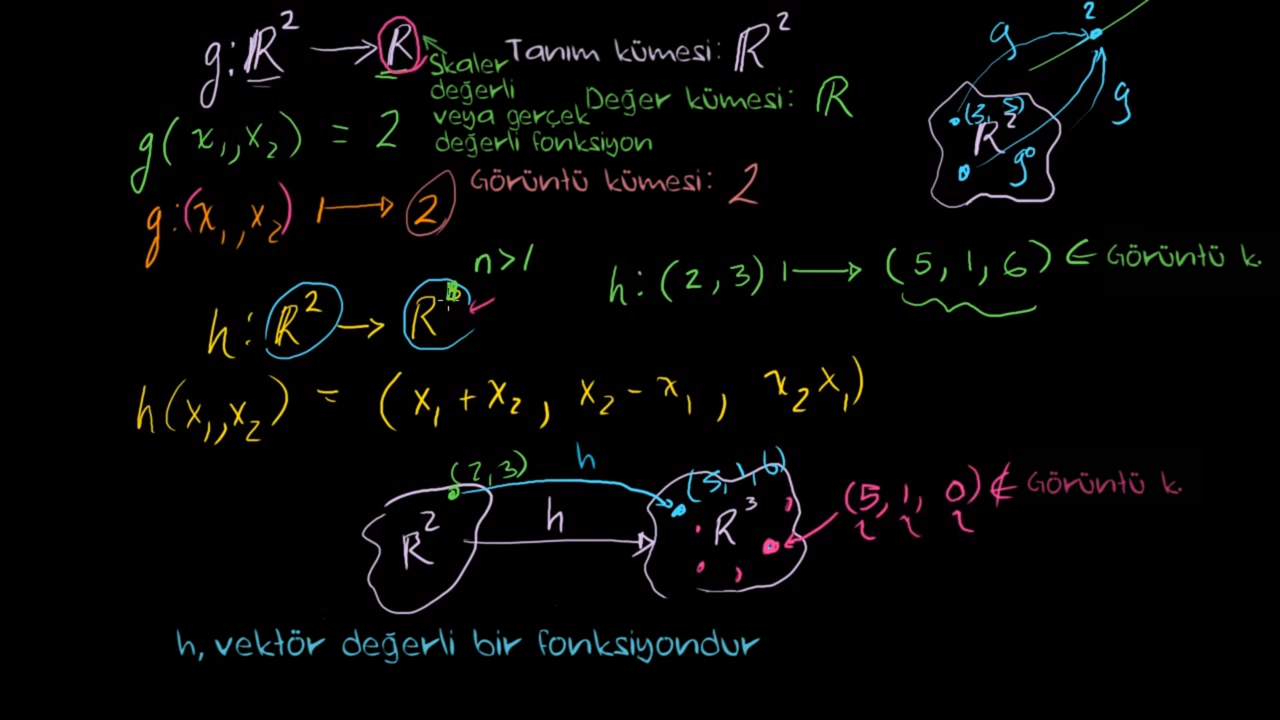 g: R² → R
Tanım kümesi: R²
Skaler
değerli
veya gerçek
değerli fonksiyon
Değer kümesi: R
g(x₁, x₂) = 2
Görüntü kümesi: 2
g: (x₁, x₂) ↦ 2
2
g
g
(3, 5)
R²
g
n>1
h: R² → R
h: (2, 3) ↦ (5, 1, 6) ∈ Görüntü k.
h(x₁, x₂) = (x₁ + x₂, x₂ − x₁, x₂x₁)
(2, 3)
h
(5, 1, 6)
R²
h
R³
(5, 1, 0) ∉ Görüntü k.
h, vektör değerli bir fonksiyondur